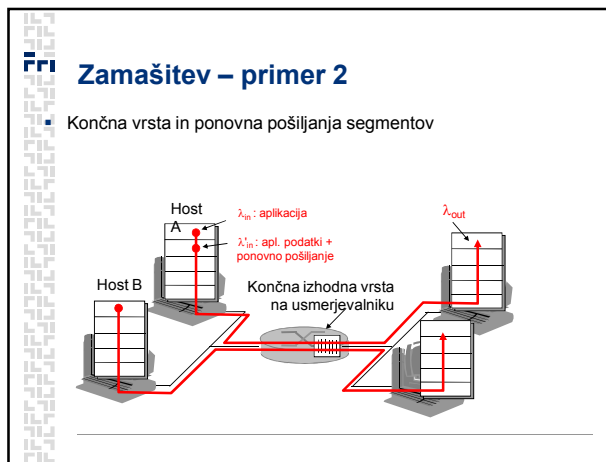 Fri
Zamašitev – primer 2
Končna vrsta in ponovna pošiljanja segmentov
Host
A
λin : aplikacija
λ'in : apl. podatki +
ponovno pošiljanje
λout
Host B
Končna izhodna vrsta
na usmerjevalniku